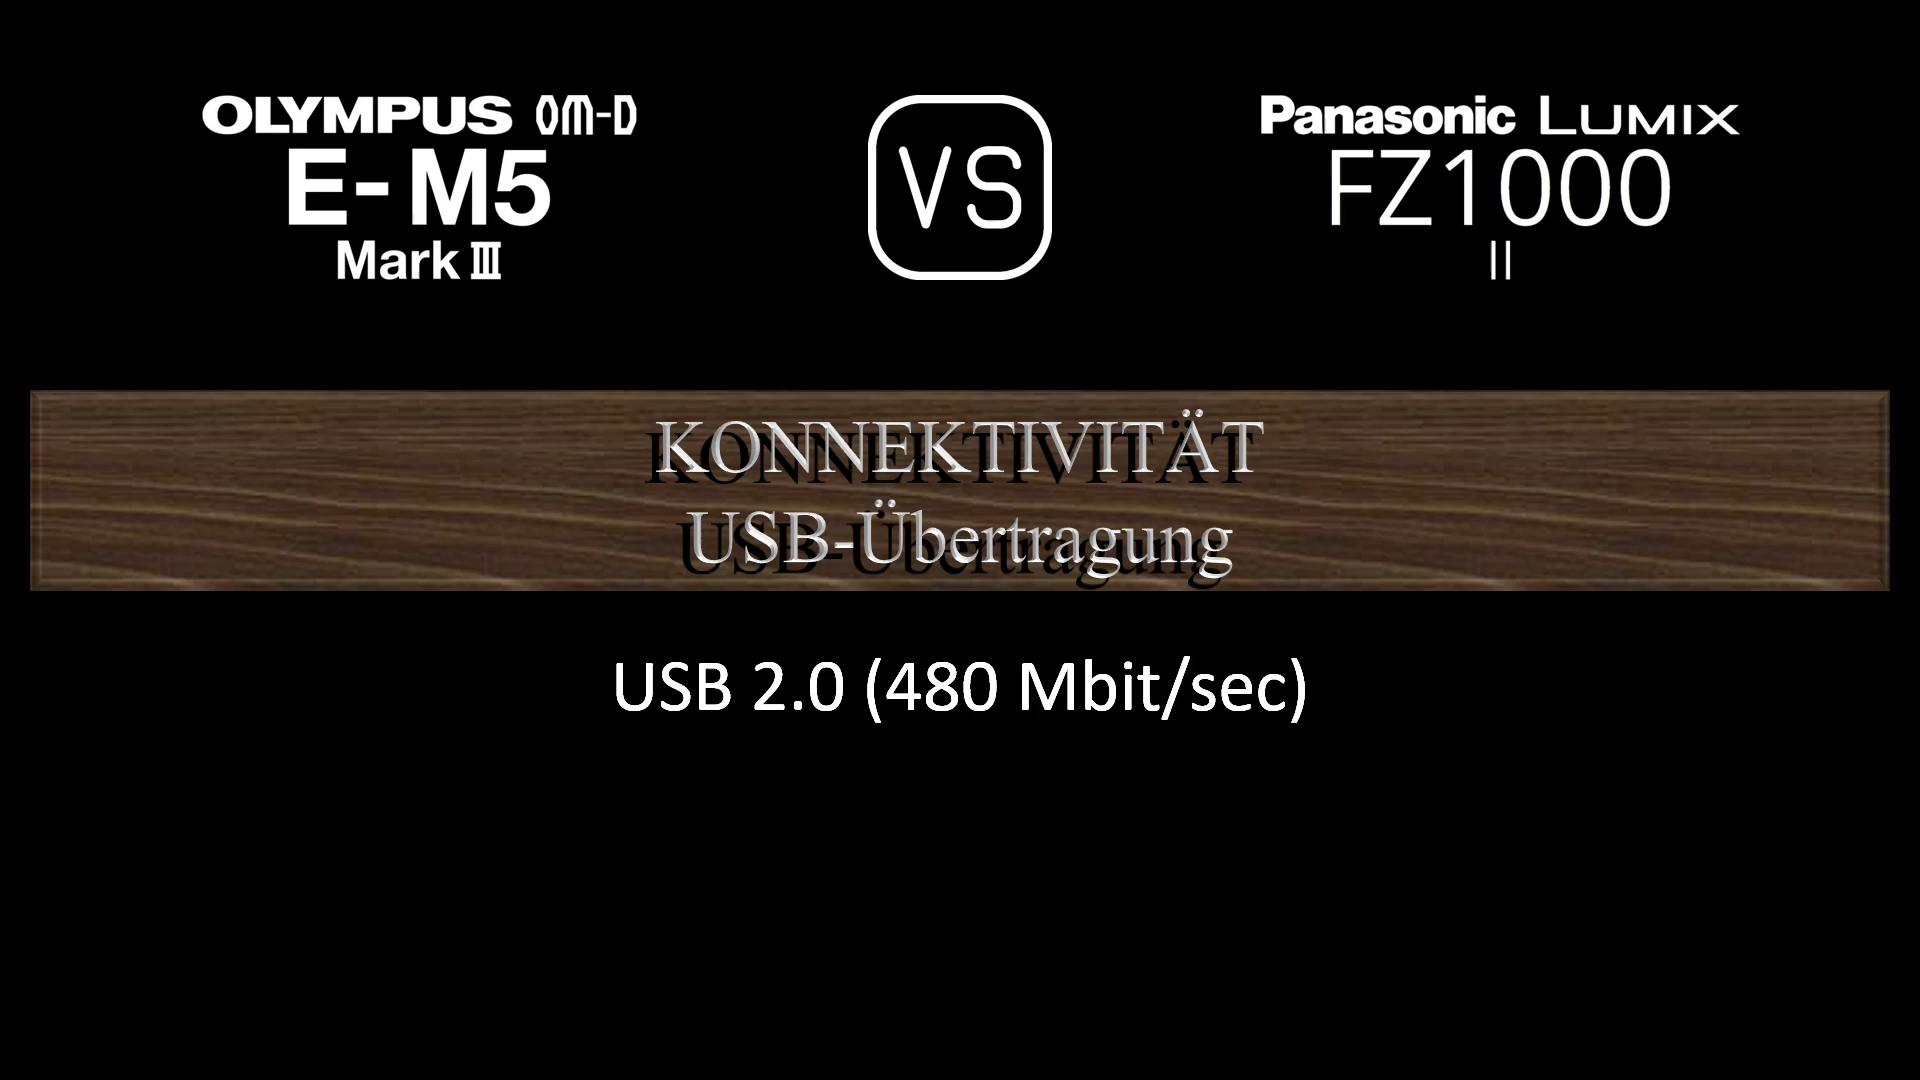 OLYMPUS OM-D
E-M5
Mark III
VS
Panasonic LUMIX
FZ1000
II
KONNEKTIVITÄT
USB-Übertragung
USB 2.0 (480 Mbit/sec)